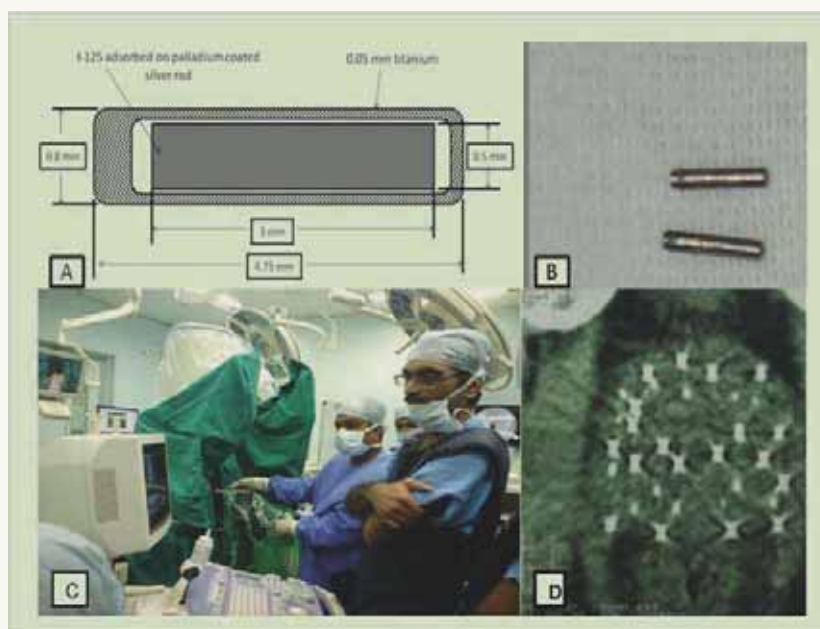 I-125 adsorbed on palladium coated
silver rod
0.05 mm titanium
0.8 mm
0.5 mm
3 mm
4.75 mm
A
B
C
D